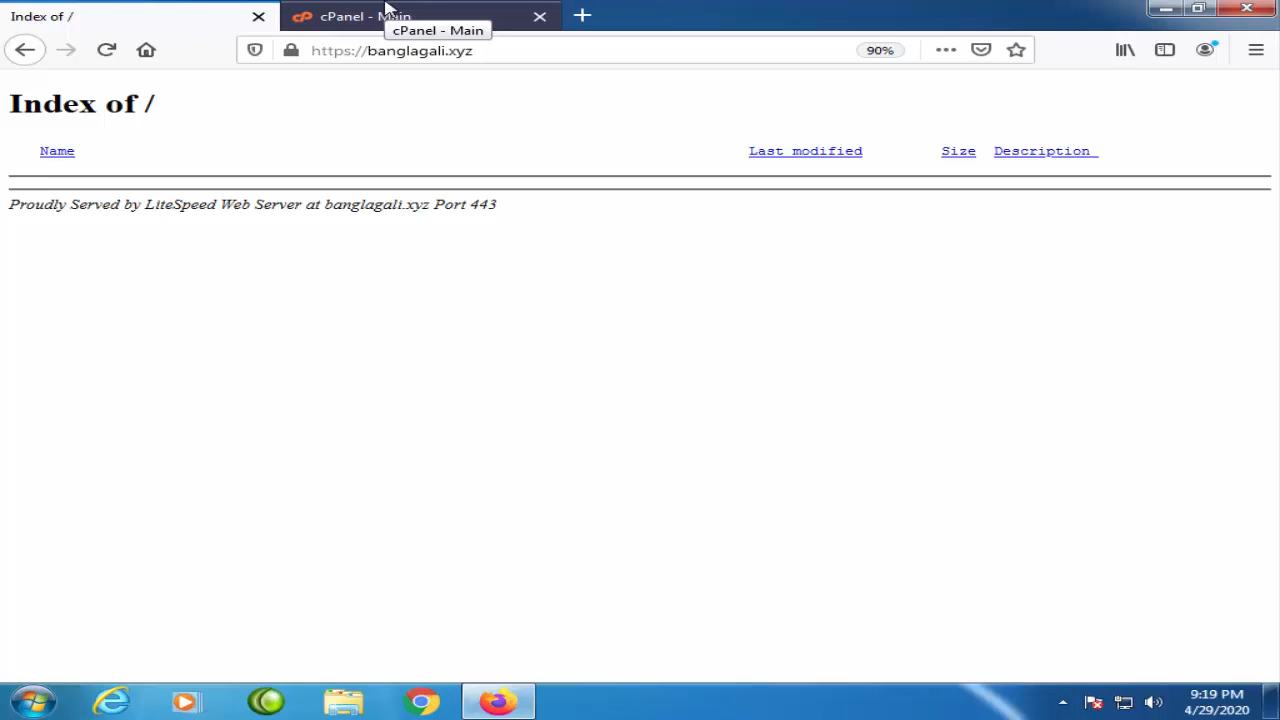 Index of /
cPanel - Main
cPanel - Main
https://banglagali.xyz
90%
Index of /
Name Last modified Size Description
Proudly Served by LiteSpeed Web Server at banglagali.xyz Port 443
9:19 PM
4/29/2020